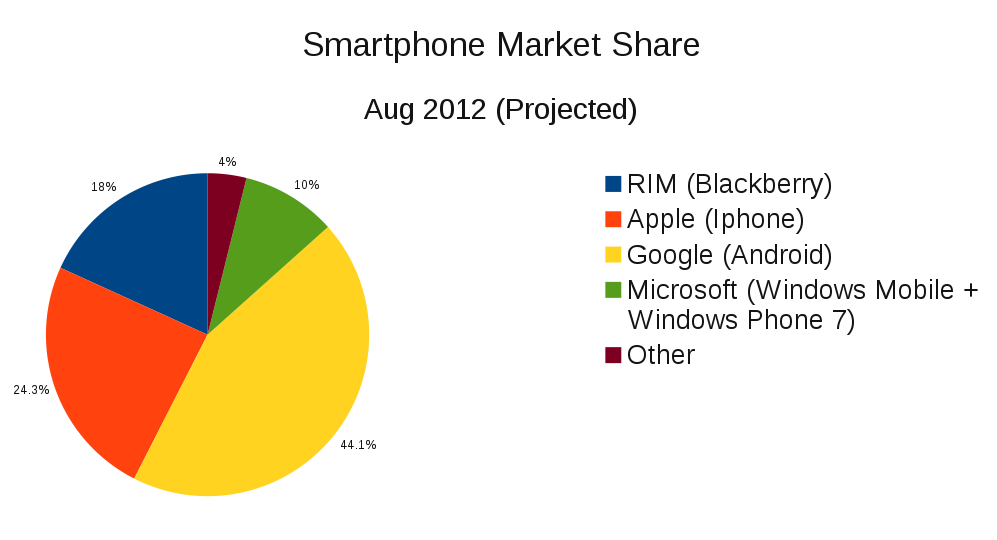 Smartphone Market Share
Aug 2012 (Projected)
4%
18%
10%
24.3%
44.1%
RIM (Blackberry)
Apple (Iphone)
Google (Android)
Microsoft (Windows Mobile +
Windows Phone 7)
Other